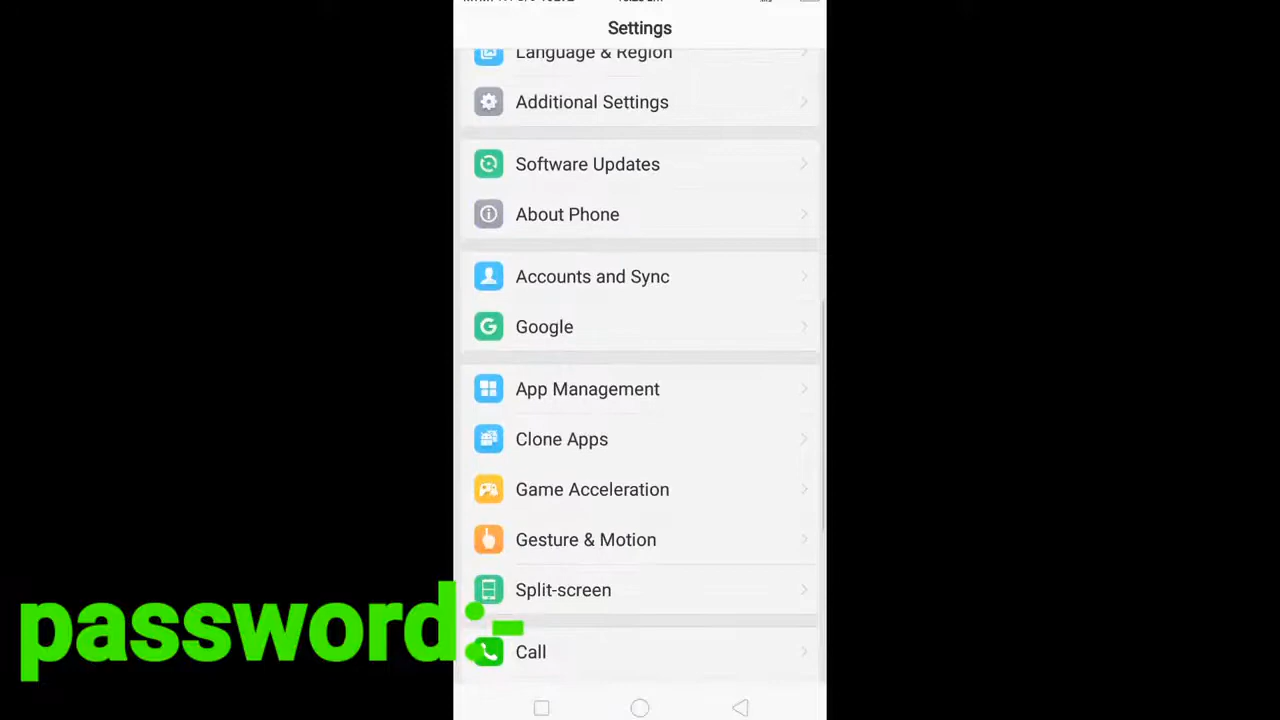 Settings
Language & Region
Additional Settings
Software Updates
About Phone
Accounts and Sync
Google
App Management
Clone Apps
Game Acceleration
Gesture & Motion
Split-screen
password:-
Call